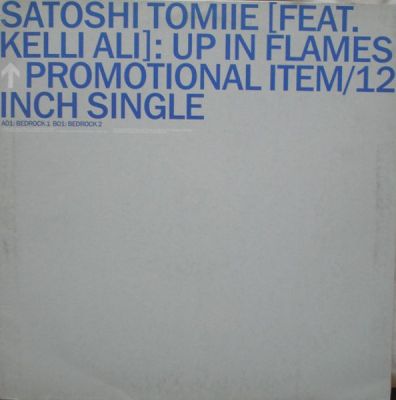 SATOSHI TOMIIE [FEAT.
KELLI ALI]: UP IN FLAMES
↑ PROMOTIONAL ITEM/12
INCH SINGLE
A01: BEDROCK 1 B01: BEDROCK 2